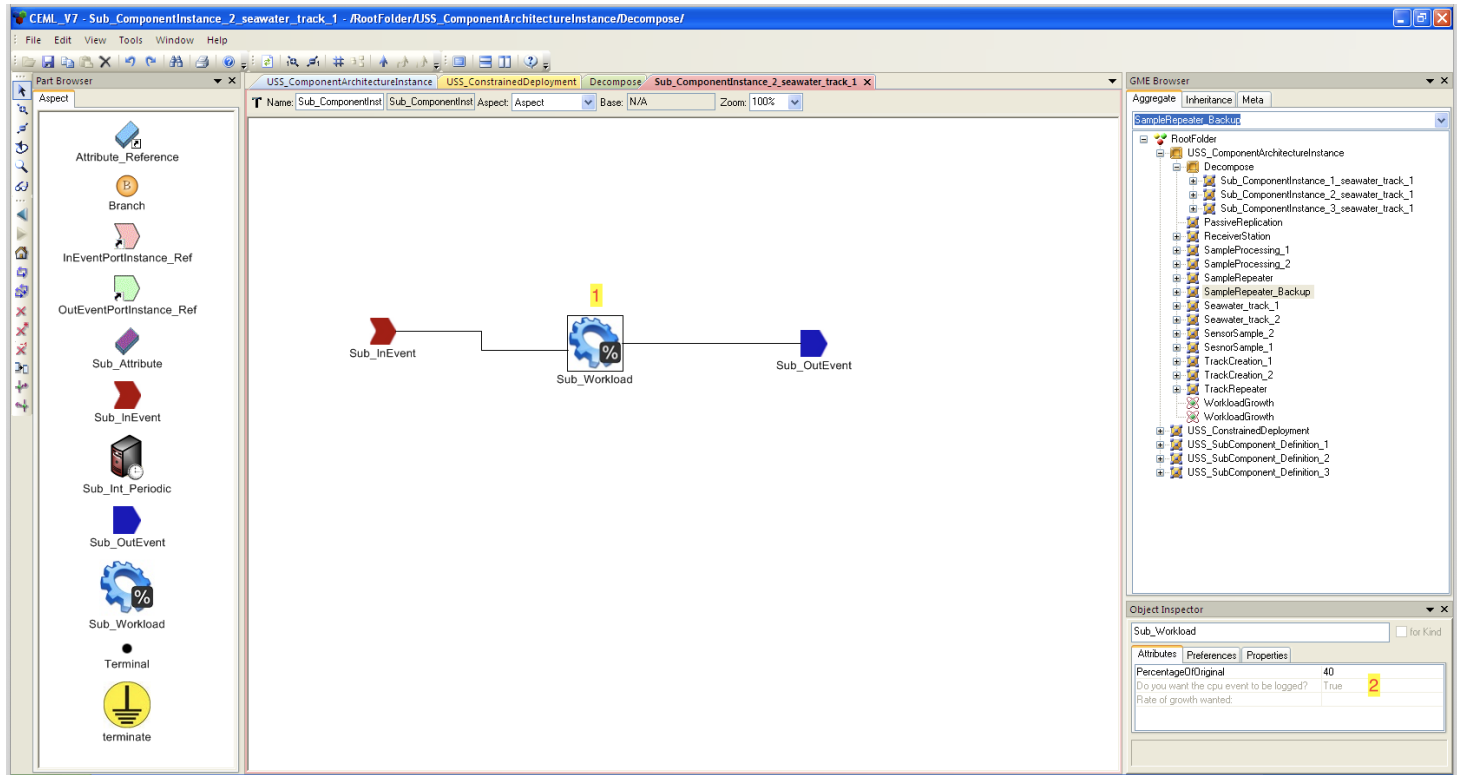 CEML_V7 - Sub_ComponentInstance_2_seawater_track_1 - /RootFolder/USS_ComponentArchitectureInstance/Decompose/
File Edit View Tools Window Help
Part Browser
Aspect
Attribute_Reference
B
Branch
InEventPortInstance_Ref
OutEventPortInstance_Ref
Sub_Attribute
Sub_InEvent
Sub_Int_Periodic
Sub_OutEvent
%
Sub_Workload
Terminal
terminate
USS_ComponentArchitectureInstance USS_ConstrainedDeployment Decompose Sub_ComponentInstance_2_seawater_track_1
T Name: Sub_ComponentInst Sub_ComponentInst Aspect: Aspect Base: N/A Zoom: 100%
1
Sub_InEvent
%
Sub_Workload
Sub_OutEvent
GME Browser
Aggregate Inheritance Meta
SampleRepeater_Backup
RootFolder
USS_ComponentArchitectureInstance
Decompose
Sub_ComponentInstance_1_seawater_track_1
Sub_ComponentInstance_2_seawater_track_1
Sub_ComponentInstance_3_seawater_track_1
PassiveReplication
ReceiverStation
SampleProcessing_1
SampleProcessing_2
SampleRepeater
SampleRepeater_Backup
Seawater_track_1
Seawater_track_2
SensorSample_2
SesnorSample_1
TrackCreation_1
TrackCreation_2
TrackRepeater
WorkloadGrowth
WorkloadGrowth
USS_ConstrainedDeployment
USS_SubComponent_Definition_1
USS_SubComponent_Definition_2
USS_SubComponent_Definition_3
Object Inspector
Sub_Workload for Kind
Attributes Preferences Properties
PercentageOfOriginal 40
Do you want the cpu event to be logged? True 2
Rate of growth wanted: